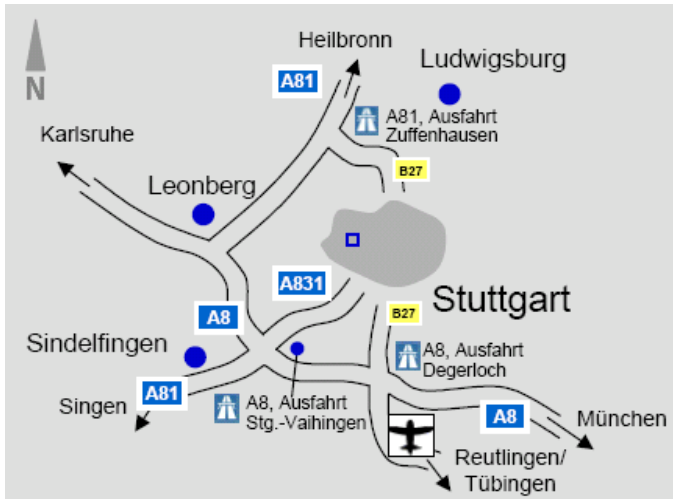 Heilbronn
Ludwigsburg
A81
A81, Ausfahrt
Zuffenhausen
N
Karlsruhe
B27
Leonberg
A831
Stuttgart
A8
B27
Sindelfingen
A8, Ausfahrt
Degerloch
A81
Singen
A8, Ausfahrt
Stg.-Vaihingen
A8
München
Reutlingen/
Tübingen